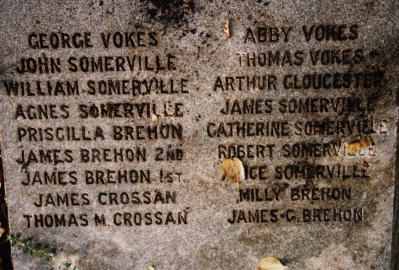 GEORGE VOKES
JOHN SOMERVILLE
WILLIAM SOMERVILLE
AGNES SOMERVILLE
PRISCILLA BREHON
JAMES BREHON 2ND
JAMES BREHON 1ST.
JAMES CROSSAN
THOMAS M. CROSSAN
ABBY VOKES
THOMAS VOKES
ARTHUR GLOUCESTER
JAMES SOMERVILLE
CATHERINE SOMERVILLE
ROBERT SOMERVILLE
SOMERVILLE
MILLY BREHON
JAMES G. BREHON